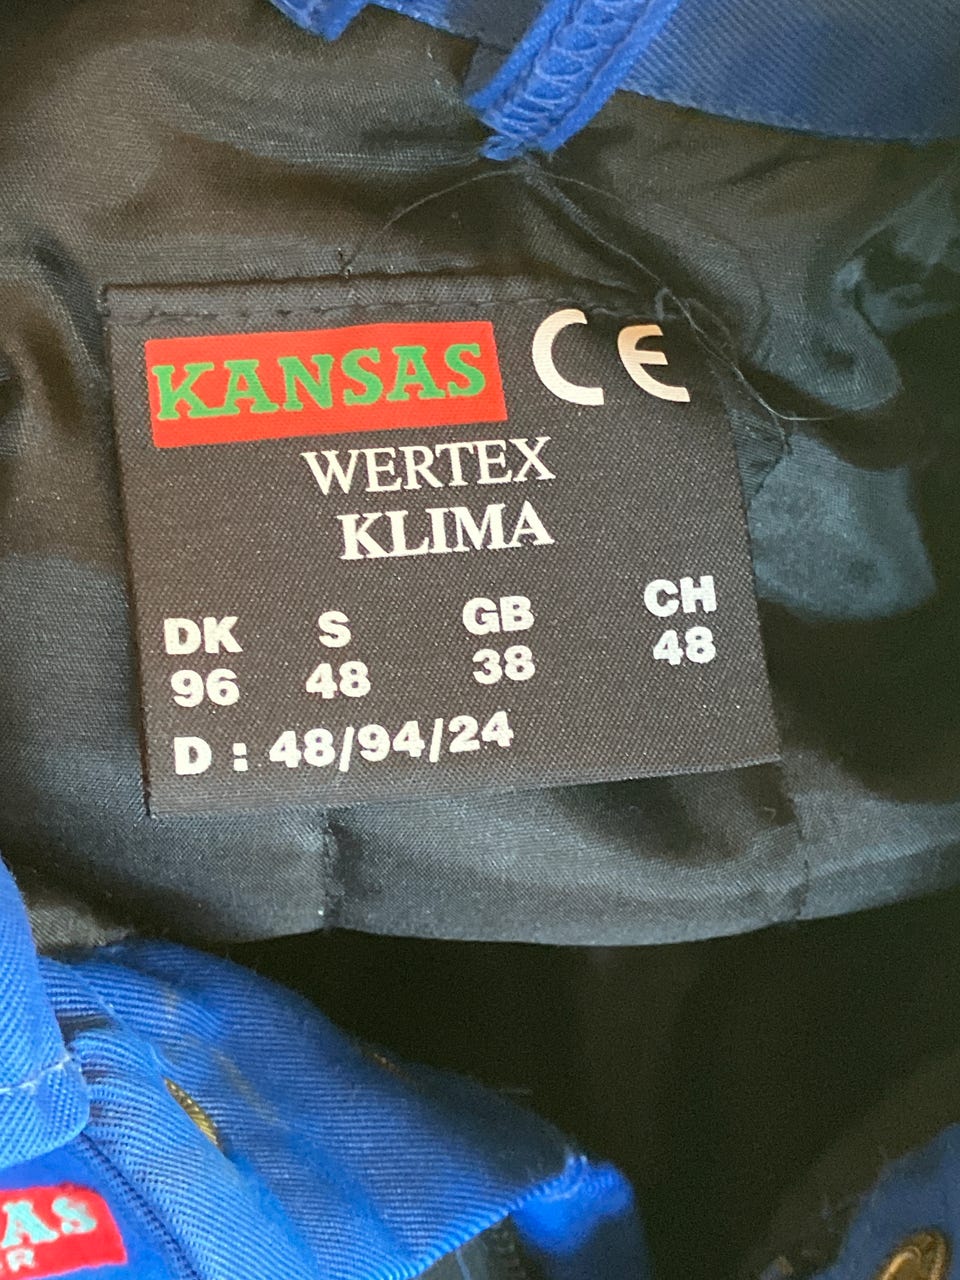 KANSAS CE
WERTEX
KLIMA
DK S GB CH
96 48 38 48
D : 48/94/24